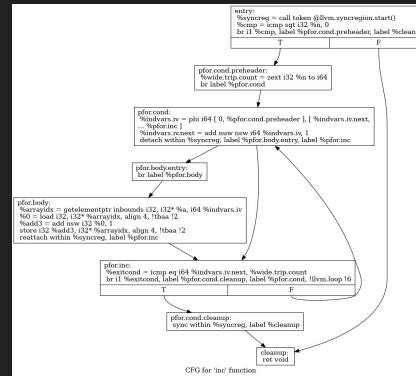 entry:
%syncreg = call token @llvm.syncregion.start()
%cmp = icmp sgt i32 %n, 0
br i1 %cmp, label %pfor.cond.preheader, label %clean
T F
pfor.cond.preheader:
%wide.trip.count = zext i32 %n to i64
br label %pfor.cond
pfor.cond:
%indvars.iv = phi i64 [ 0, %pfor.cond.preheader ], [ %indvars.iv.next,
... %pfor.inc ]
%indvars.iv.next = add nuw nsw i64 %indvars.iv, 1
detach within %syncreg, label %pfor.body.entry, label %pfor.inc
pfor.body.entry:
br label %pfor.body
pfor.body:
%arrayidx = getelementptr inbounds i32, i32* %a, i64 %indvars.iv
%0 = load i32, i32* %arrayidx, align 4, !tbaa !2
%add3 = add nsw i32 %0, 1
store i32 %add3, i32* %arrayidx, align 4, !tbaa !2
reattach within %syncreg, label %pfor.inc
pfor.inc:
%exitcond = icmp eq i64 %indvars.iv.next, %wide.trip.count
br i1 %exitcond, label %pfor.cond.cleanup, label %pfor.cond, !llvm.loop !6
T F
pfor.cond.cleanup:
sync within %syncreg, label %cleanup
cleanup:
ret void
CFG for 'inc' function